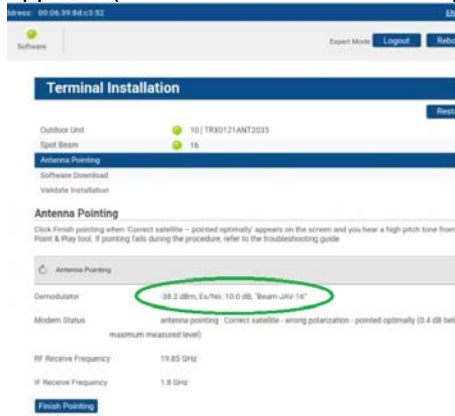 00:06:39:8d:c3:52
Software
Expert Mode Logout
Terminal Installation
Outdoor Unit 10 | TRX0121ANT2035
Spot Beam 16
Antenna Pointing
Software Download
Validate Installation
Antenna Pointing
Click Finish pointing when 'Correct satellite – pointed optimally' appears on the screen and you hear a high pitch tone from
Point & Play tool. If pointing fails during the procedure, refer to the troubleshooting guide.
Antenna Pointing
Demodulator -38.2 dBm, Es/No: 10.0 dB, "Beam-JAV-16"
Modem Status antenna pointing : Correct satellite - wrong polarization - pointed optimally (0.4 dB
maximum measured level)
RF Receive Frequency 19.85 GHz
IF Receive Frequency 1.8 GHz
Finish Pointing